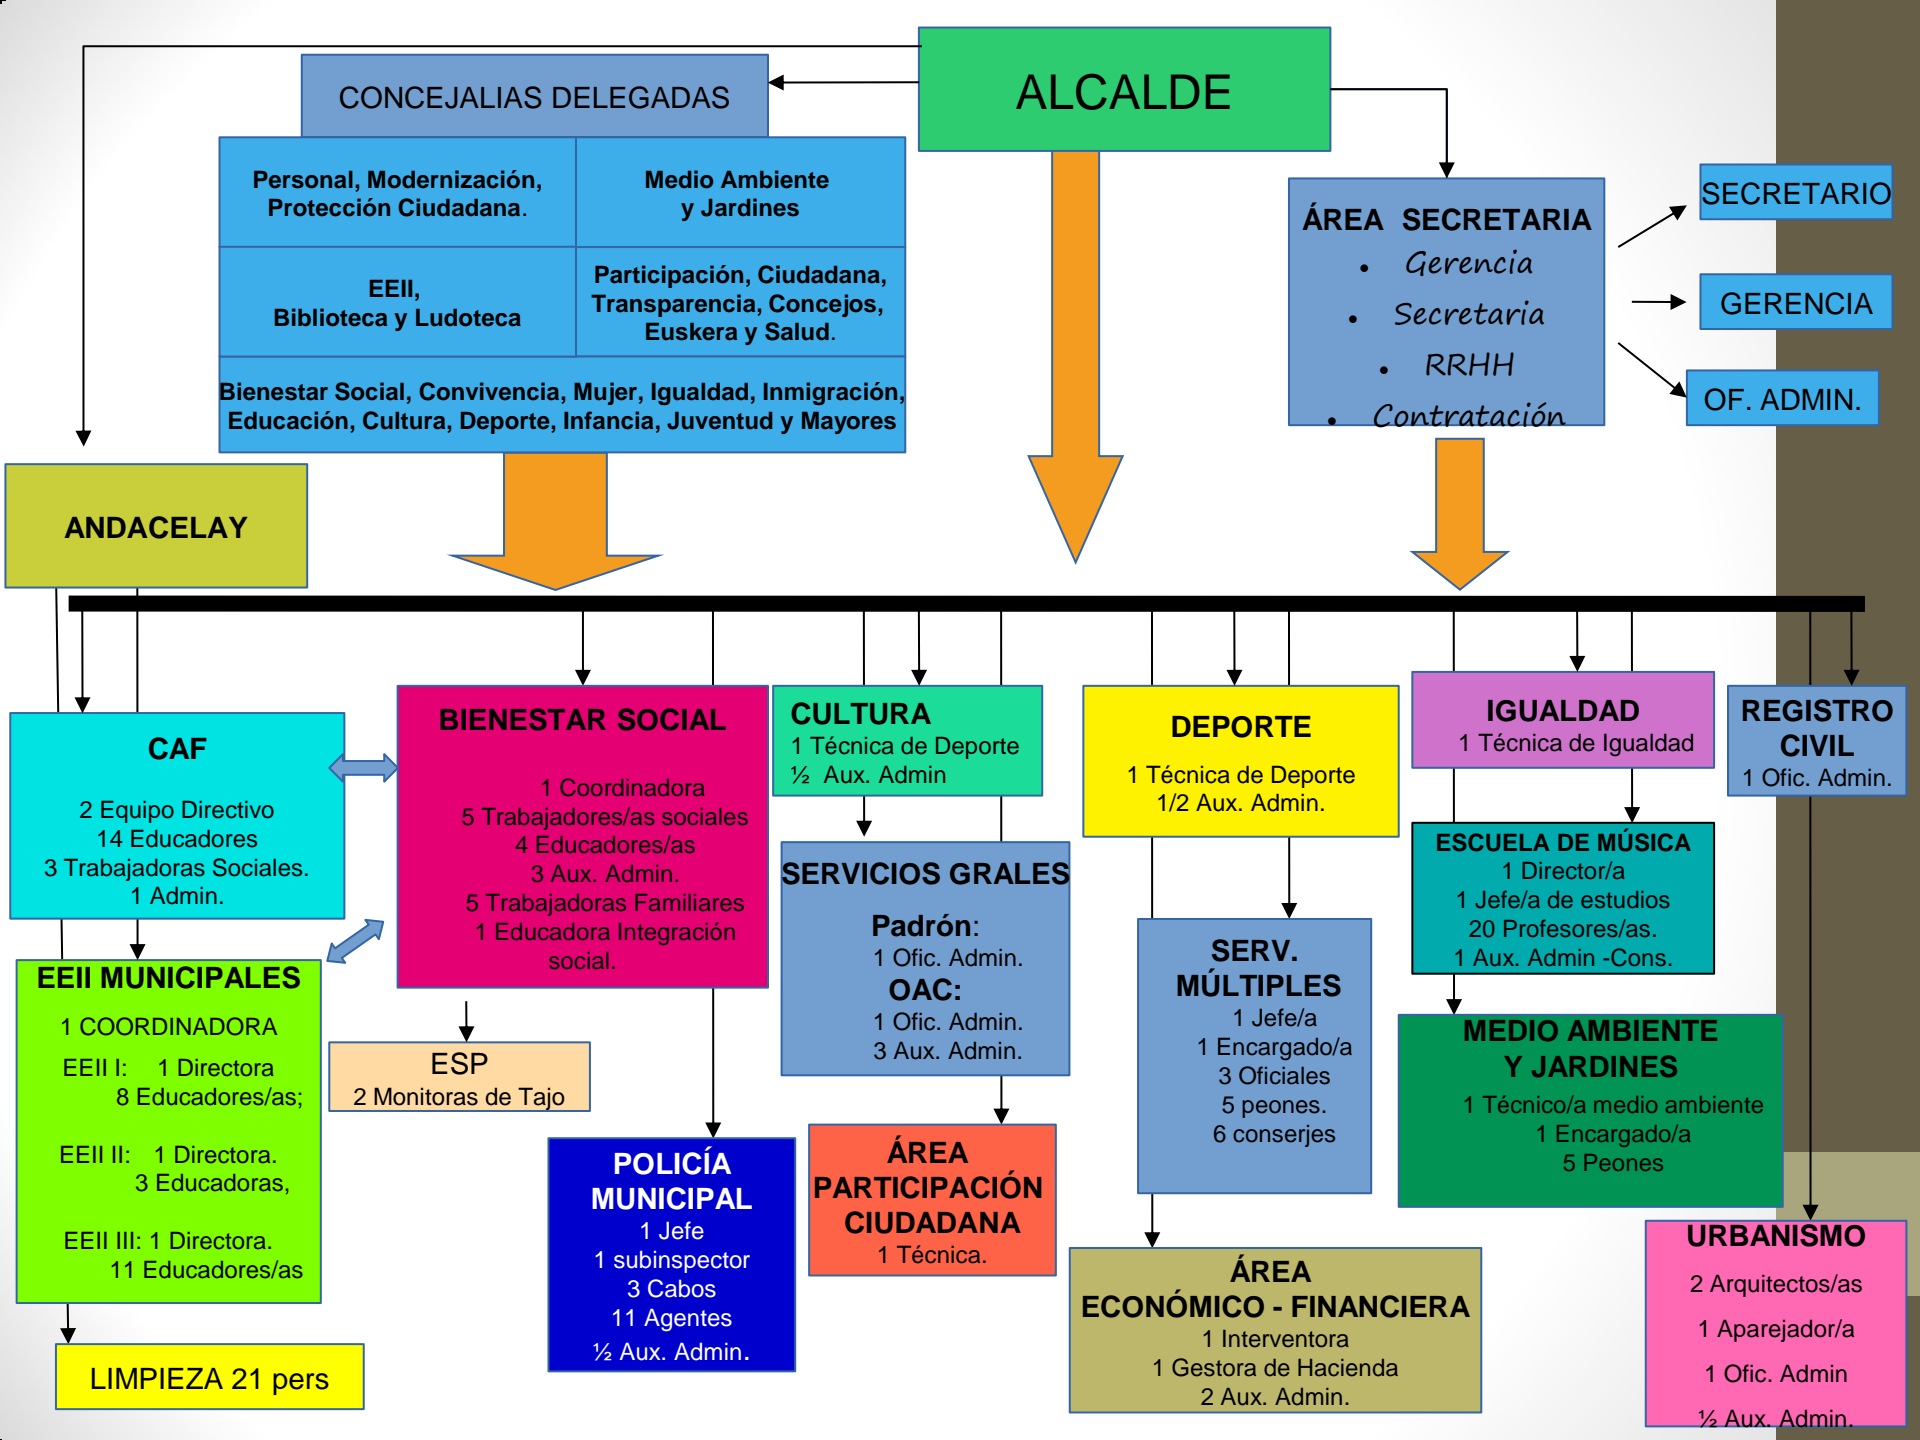 ALCALDE
CONCEJALIAS DELEGADAS
Personal, Modernización,
Protección Ciudadana.
Medio Ambiente
y Jardines
EEII,
Biblioteca y Ludoteca
Participación, Ciudadana,
Transparencia, Concejos,
Euskera y Salud.
Bienestar Social, Convivencia, Mujer, Igualdad, Inmigración,
Educación, Cultura, Deporte, Infancia, Juventud y Mayores
ÁREA SECRETARIA
• Gerencia
• Secretaria
• RRHH
• Contratación
SECRETARIO
GERENCIA
OF. ADMIN.
ANDACELAY
CAF
2 Equipo Directivo
14 Educadores
3 Trabajadoras Sociales.
1 Admin.
BIENESTAR SOCIAL
1 Coordinadora
5 Trabajadores/as sociales
4 Educadores/as
3 Aux. Admin.
5 Trabajadoras Familiares
1 Educadora Integración
social.
CULTURA
1 Técnica de Deporte
½ Aux. Admin
DEPORTE
1 Técnica de Deporte
1/2 Aux. Admin.
IGUALDAD
1 Técnica de Igualdad
REGISTRO
CIVIL
1 Ofic. Admin.
SERVICIOS GRALES
Padrón:
1 Ofic. Admin.
OAC:
1 Ofic. Admin.
3 Aux. Admin.
ESCUELA DE MÚSICA
1 Director/a
1 Jefe/a de estudios
20 Profesores/as.
1 Aux. Admin -Cons.
SERV.
MÚLTIPLES
1 Jefe/a
1 Encargado/a
3 Oficiales
5 peones.
6 conserjes
EEII MUNICIPALES
1 COORDINADORA
EEII I: 1 Directora
8 Educadores/as;
EEII II: 1 Directora.
3 Educadoras,
EEII III: 1 Directora.
11 Educadores/as
ESP
2 Monitoras de Tajo
MEDIO AMBIENTE
Y JARDINES
1 Técnico/a medio ambiente
1 Encargado/a
5 Peones
POLICÍA
MUNICIPAL
1 Jefe
1 subinspector
3 Cabos
11 Agentes
½ Aux. Admin.
ÁREA
PARTICIPACIÓN
CIUDADANA
1 Técnica.
ÁREA
ECONÓMICO - FINANCIERA
1 Interventora
1 Gestora de Hacienda
2 Aux. Admin.
URBANISMO
2 Arquitectos/as
1 Aparejador/a
1 Ofic. Admin
½ Aux. Admin.
LIMPIEZA 21 pers